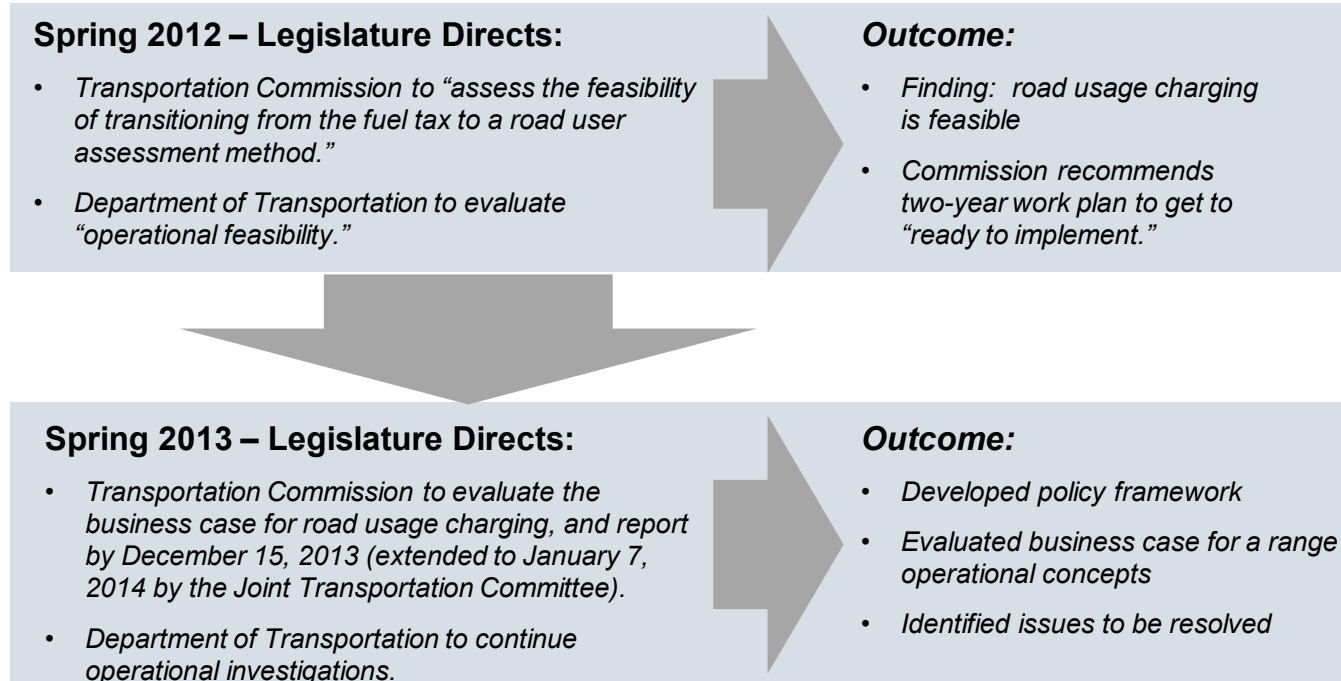 Spring 2012 – Legislature Directs:
• Transportation Commission to “assess the feasibility
of transitioning from the fuel tax to a road user
assessment method.”
• Department of Transportation to evaluate
“operational feasibility.”
Outcome:
• Finding: road usage charging
is feasible
• Commission recommends
two-year work plan to get to
“ready to implement.”
Spring 2013 – Legislature Directs:
• Transportation Commission to evaluate the
business case for road usage charging, and report
by December 15, 2013 (extended to January 7,
2014 by the Joint Transportation Committee).
• Department of Transportation to continue
operational investigations.
Outcome:
• Developed policy framework
• Evaluated business case for a range
operational concepts
• Identified issues to be resolved